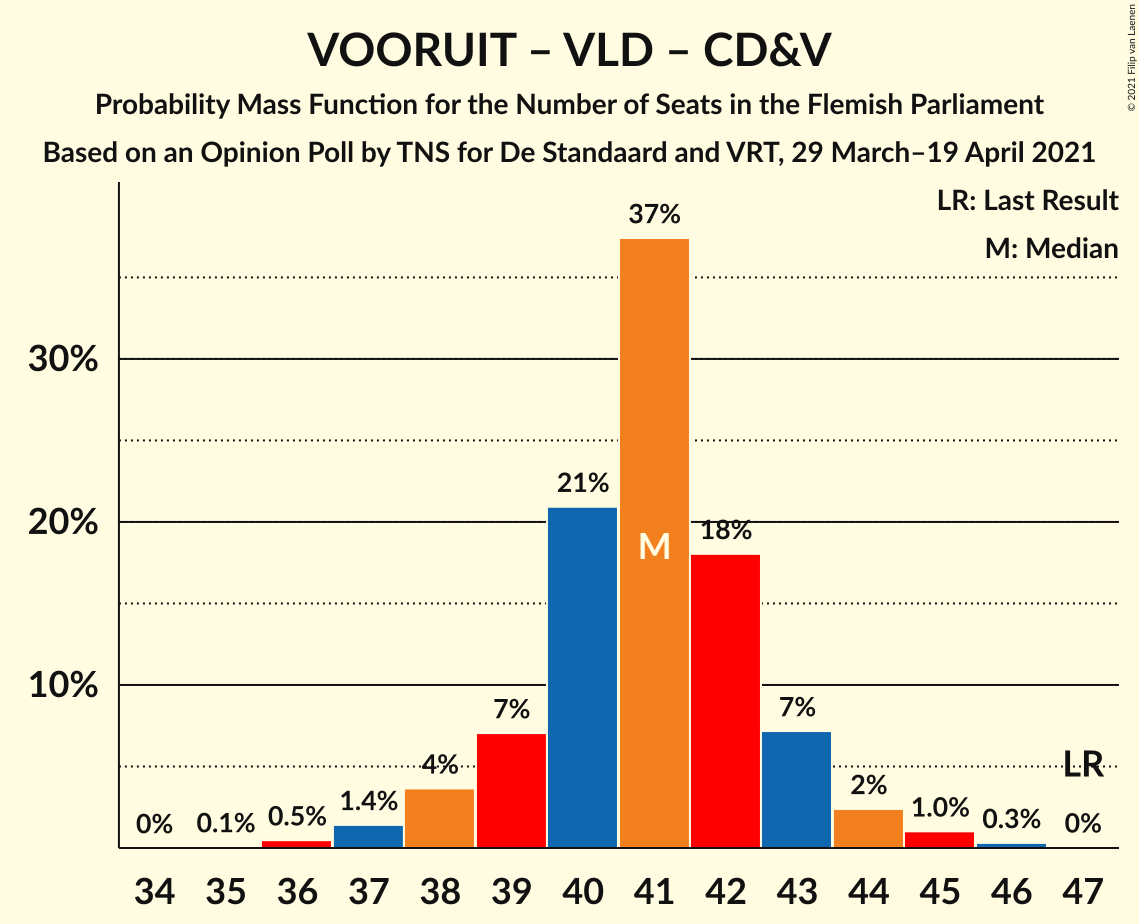 VOORUIT – VLD – CD&V
Probability Mass Function for the Number of Seats in the Flemish Parliament
Based on an Opinion Poll by TNS for De Standaard and VRT, 29 March–19 April 2021
© 2021 Filip van Laenen
LR: Last Result
M: Median
37%
30%
21%
20%
18%
M
10%
7%
7%
4%
LR
2%
1.4%
1.0%
0.5%
0.3%
0%
0.1%
0%
34 35 36 37 38 39 40 41 42 43 44 45 46 47